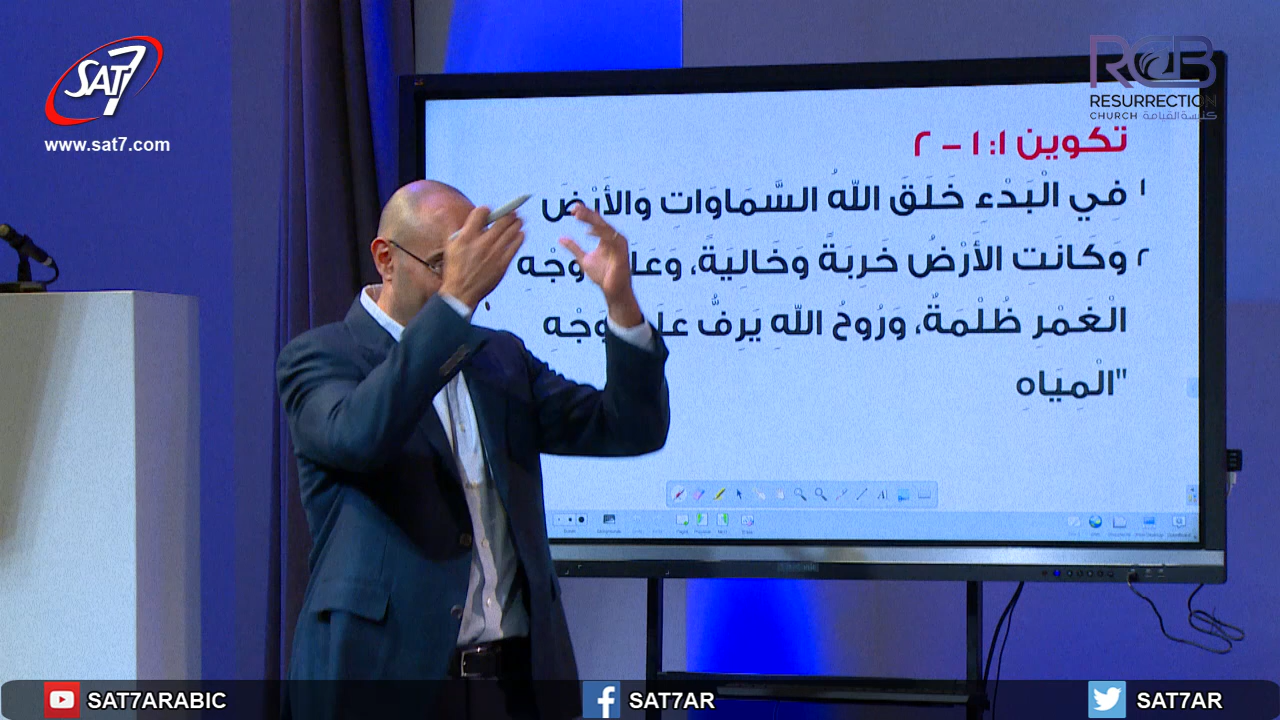 SAT7
www.sat7.com
RCB
RESURRECTION
CHURCH كنيسة القيامة
تكوين ١: ١ – ٢
١ فِي الْبَدْءِ خَلَقَ اللهُ السَّمَاوَاتِ وَالأَرْضَ
٢ وَكَانَتِ الأَرْضُ خَرِبَةً وَخَالِيَةً، وَعَلَى وَجْهِ
الْغَمْرِ ظُلْمَةٌ، وَرُوحُ اللهِ يَرِفُّ عَلَى وَجْهِ
"الْمِيَاهِ
SAT7ARABIC
SAT7AR
SAT7AR